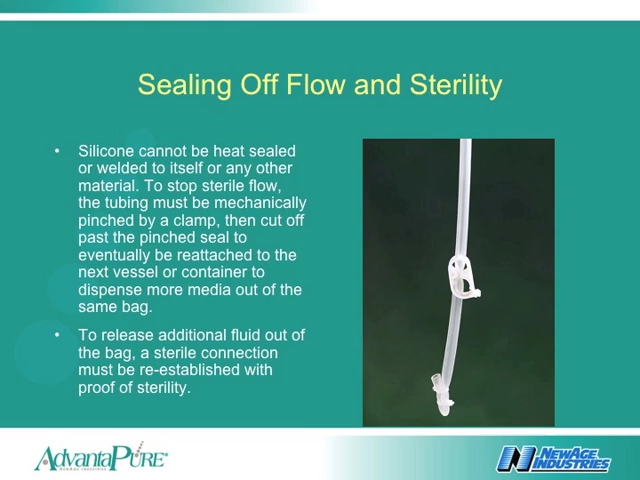 Sealing Off Flow and Sterility
• Silicone cannot be heat sealed
or welded to itself or any other
material. To stop sterile flow,
the tubing must be mechanically
pinched by a clamp, then cut off
past the pinched seal to
eventually be reattached to the
next vessel or container to
dispense more media out of the
same bag.
• To release additional fluid out of
the bag, a sterile connection
must be re-established with
proof of sterility.
ADVANTAPURE®
NEWAGE INDUSTRIES
NEWAGE
INDUSTRIES